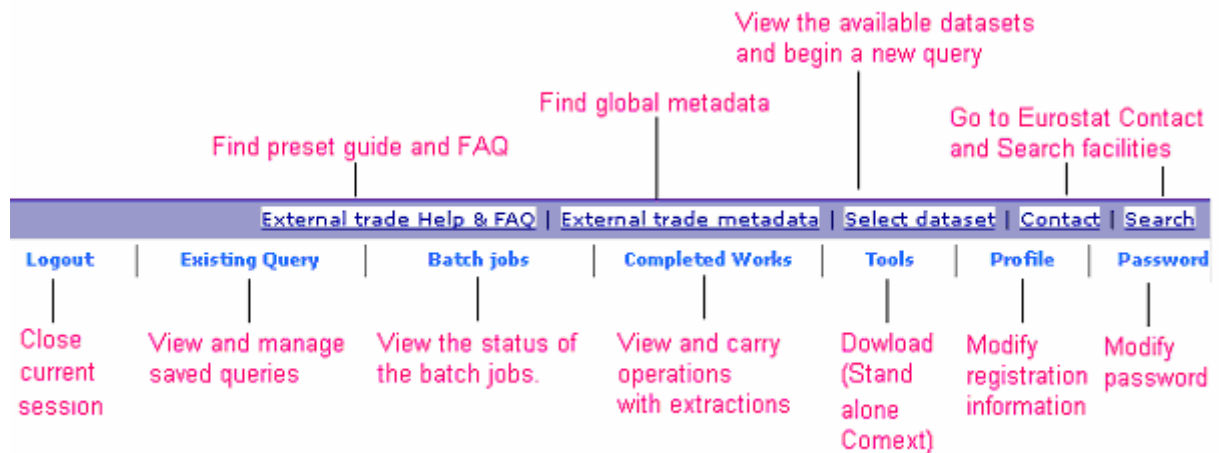 View the available datasets
and begin a new query
Find global metadata
Go to Eurostat Contact
and Search facilities
Find preset guide and FAQ
External trade Help & FAQ | External trade metadata | Select dataset | Contact | Search
Logout | Existing Query | Batch jobs | Completed Works | Tools | Profile | Password
Close
current
session
View and manage
saved queries
View the status of
the batch jobs.
View and carry
operations
with extractions
Dowload
(Stand
alone
Comext)
Modify
registration
information
Modify
password